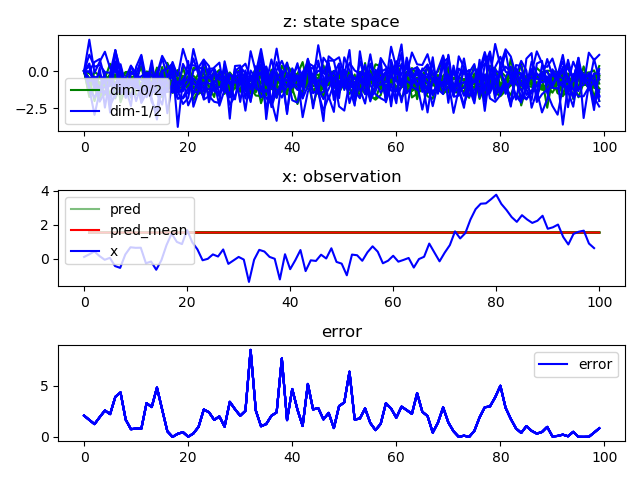 z: state space
0.0
−2.5
dim-0/2
dim-1/2
0 20 40 60 80 100
x: observation
4
2
0
pred
pred_mean
x
0 20 40 60 80 100
error
5
0
error
0 20 40 60 80 100